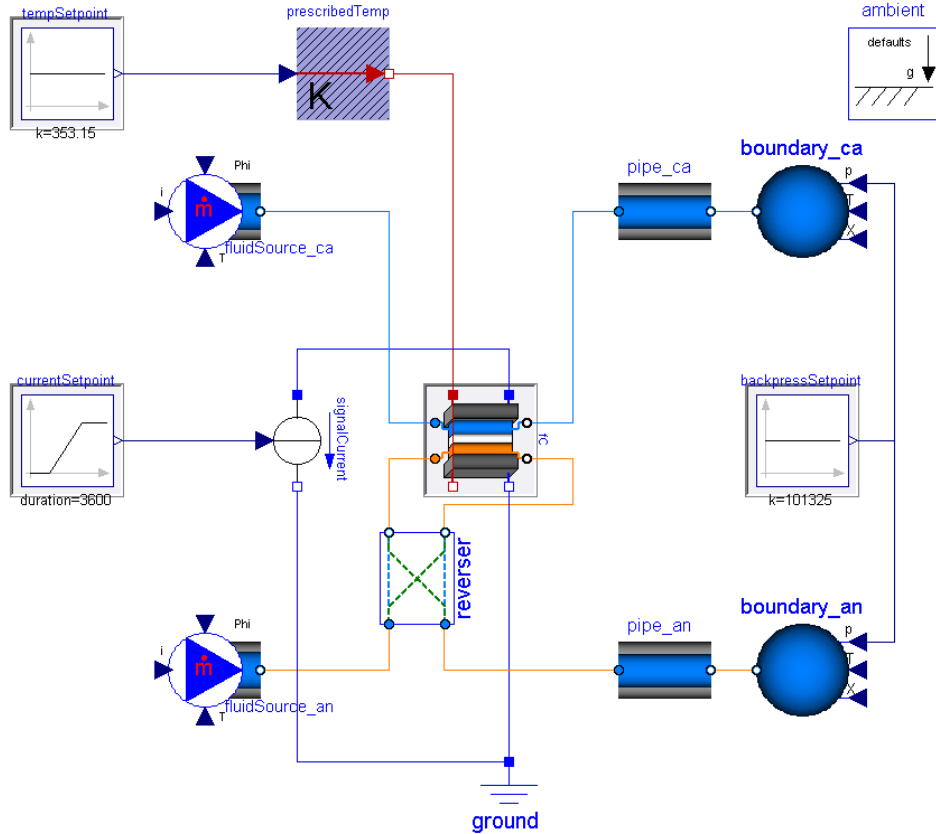 tempSetpoint
prescribedTemp
ambient
defaults
g
K
k=353.15
boundary_ca
Phi
pipe_ca
p
i
ṁ
T
X
fluidSource_ca
T
currentSetpoint
signalCurrent
fC
backpressSetpoint
duration=3600
k=101325
reverser
boundary_an
Phi
pipe_an
p
i
ṁ
T
X
fluidSource_an
T
ground